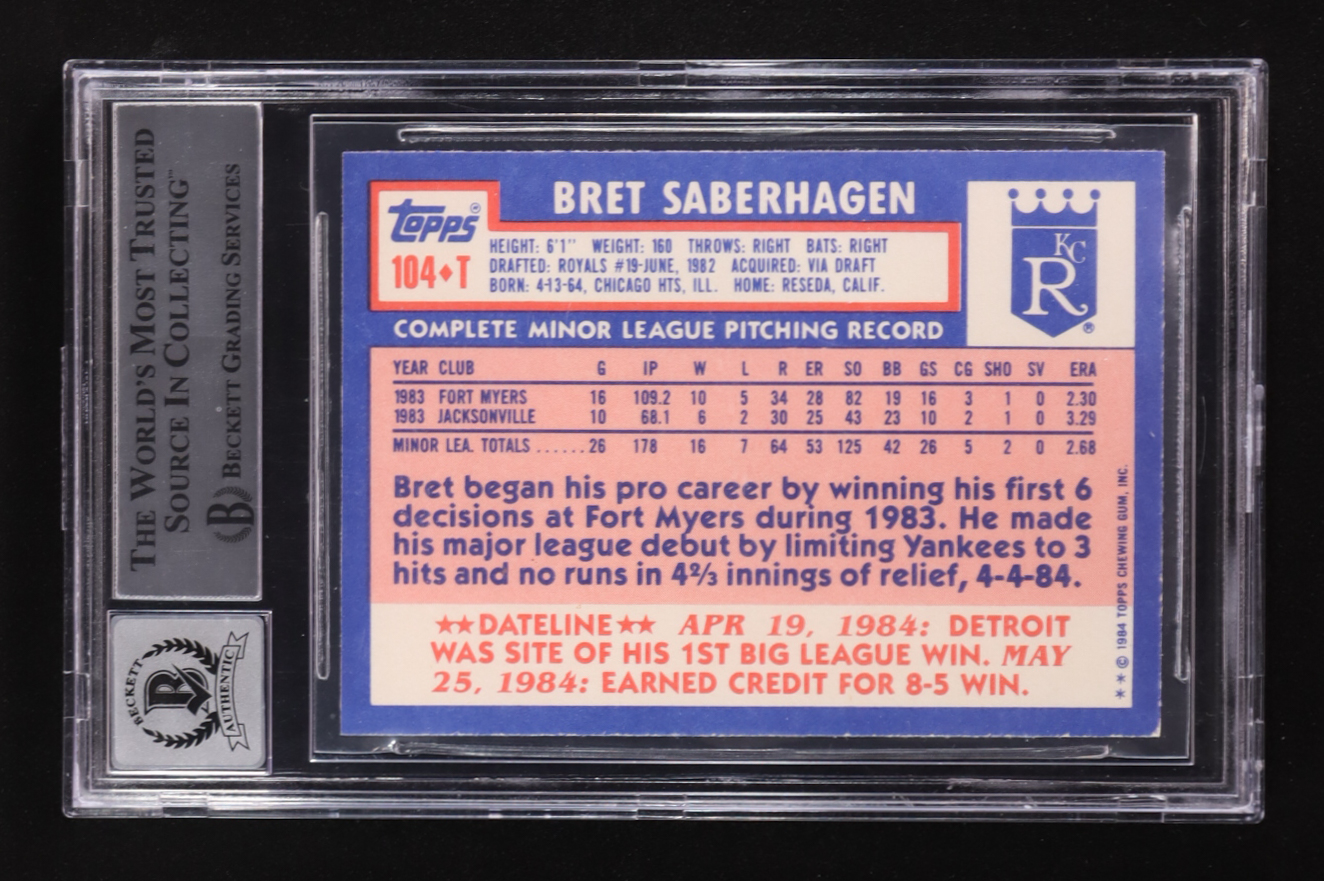 THE WORLD'S MOST TRUSTED
SOURCE IN COLLECTING™
B BECKETT GRADING SERVICES
BECKETT
B
AUTHENTIC
topps®
104♦T
BRET SABERHAGEN
HEIGHT: 6'1" WEIGHT: 160 THROWS: RIGHT BATS: RIGHT
DRAFTED: ROYALS #19-JUNE, 1982 ACQUIRED: VIA DRAFT
BORN: 4-13-64, CHICAGO HTS, ILL. HOME: RESEDA, CALIF.
KC
R®
COMPLETE MINOR LEAGUE PITCHING RECORD
YEAR CLUB G IP W L R ER SO BB GS CG SHO SV ERA
1983 FORT MYERS 16 109.2 10 5 34 28 82 19 16 3 1 0 2.30
1983 JACKSONVILLE 10 68.1 6 2 30 25 43 23 10 2 1 0 3.29
MINOR LEA. TOTALS ......26 178 16 7 64 53 125 42 26 5 2 0 2.68
Bret began his pro career by winning his first 6
decisions at Fort Myers during 1983. He made
his major league debut by limiting Yankees to 3
hits and no runs in 4⅔ innings of relief, 4-4-84.
★★DATELINE★★ APR 19, 1984: DETROIT
WAS SITE OF HIS 1ST BIG LEAGUE WIN. MAY
25, 1984: EARNED CREDIT FOR 8-5 WIN.
**© 1984 TOPPS CHEWING GUM, INC.